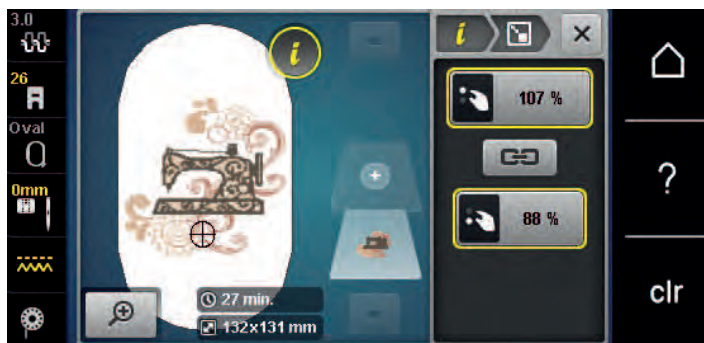 3.0
26
Oval
0mm
i
27 min.
132x131 mm
i
107 %
88 %
?
clr